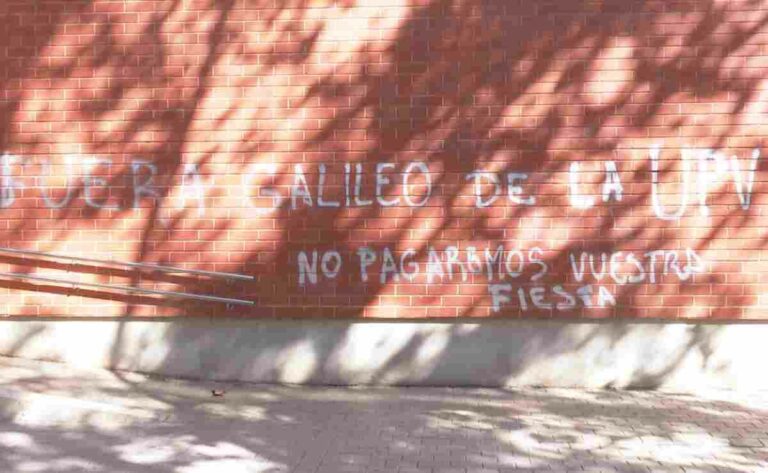 FUERA GALILEO DE LA UPV
NO PAGAREMOS VUESTRA
FIESTA